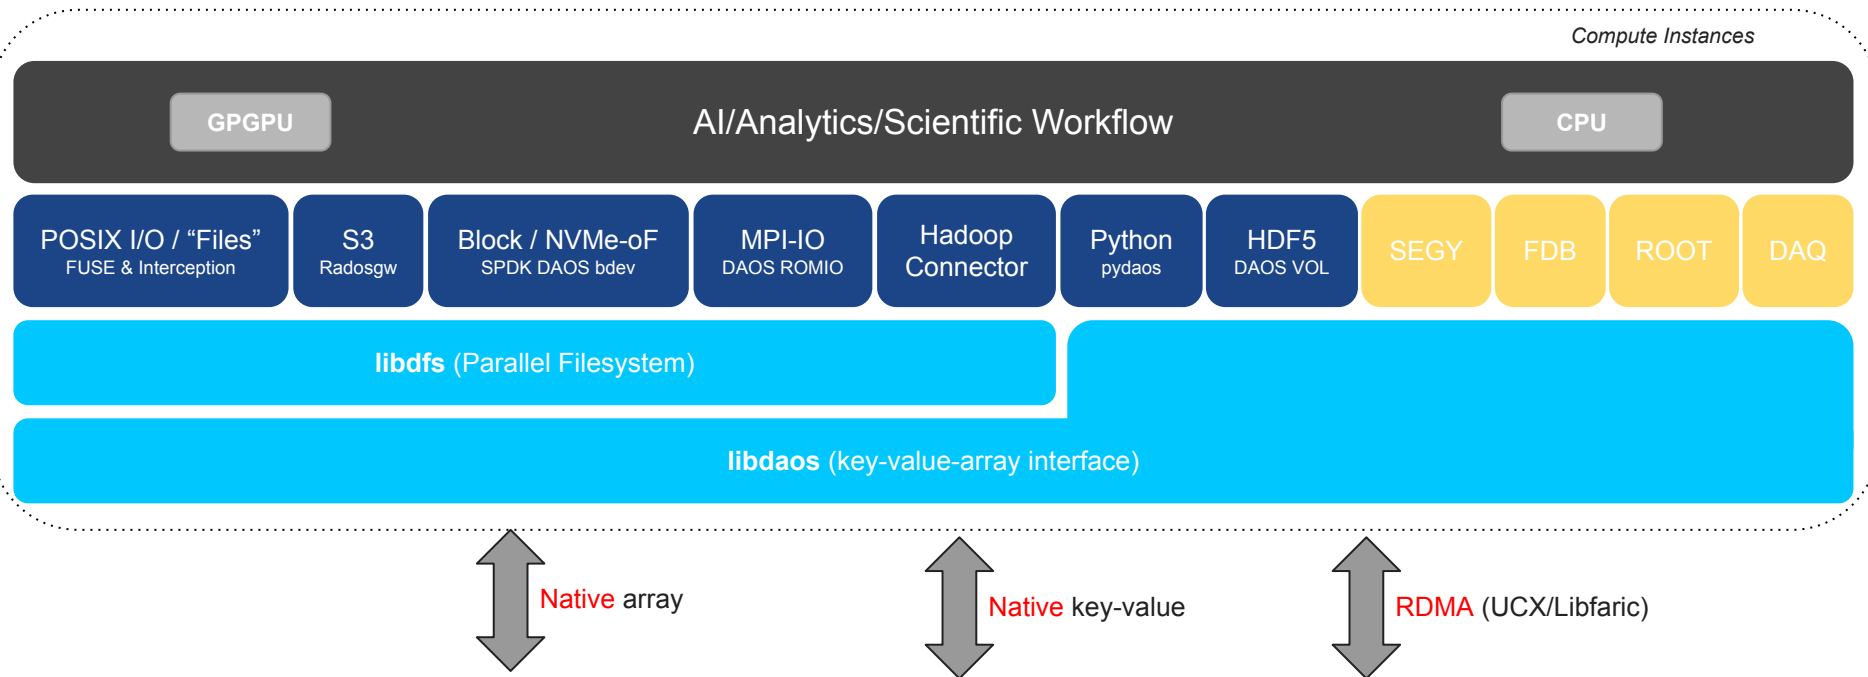 Compute Instances
GPGPU
AI/Analytics/Scientific Workflow
CPU
POSIX I/O / “Files”
FUSE & Interception
S3
Radosgw
Block / NVMe-oF
SPDK DAOS bdev
MPI-IO
DAOS ROMIO
Hadoop
Connector
Python
pydaos
HDF5
DAOS VOL
SEGY
FDB
ROOT
DAQ
libdfs (Parallel Filesystem)
libdaos (key-value-array interface)
Native array
Native key-value
RDMA (UCX/Libfaric)